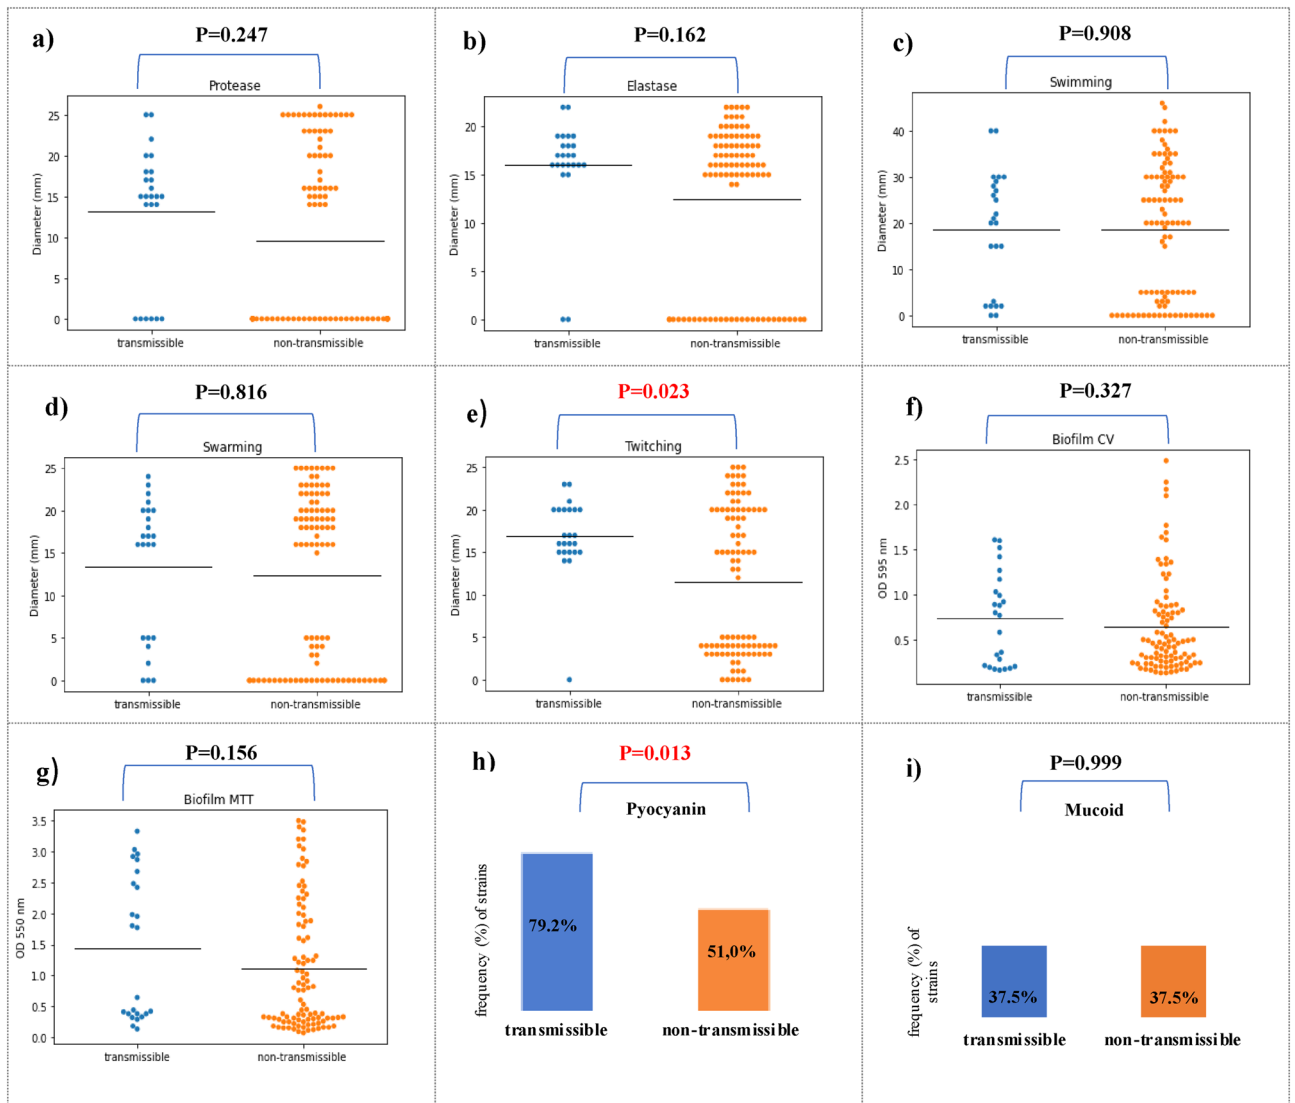 a)
P=0.247
Protease
Diameter (mm)
25
20
15
10
5
0
transmissible
non-transmissible
b)
P=0.162
Elastase
Diameter (mm)
20
15
10
5
0
transmissible
non-transmissible
c)
P=0.908
Swimming
Diameter (mm)
40
30
20
10
0
transmissible
non-transmissible
d)
P=0.816
Swarming
Diameter (mm)
25
20
15
10
5
0
transmissible
non-transmissible
e)
P=0.023
Twitching
Diameter (mm)
25
20
15
10
5
0
transmissible
non-transmissible
f)
P=0.327
Biofilm CV
OD 595 nm
2.5
2.0
1.5
1.0
0.5
transmissible
non-transmissible
g)
P=0.156
Biofilm MTT
OD 550 nm
3.5
3.0
2.5
2.0
1.5
1.0
0.5
0.0
transmissible
non-transmissible
h)
P=0.013
Pyocyanin
frequency (%) of strains
79.2%
51,0%
transmissible
non-transmissible
i)
P=0.999
Mucoid
frequency (%) of
strains
37.5%
37.5%
transmissible
non-transmissible